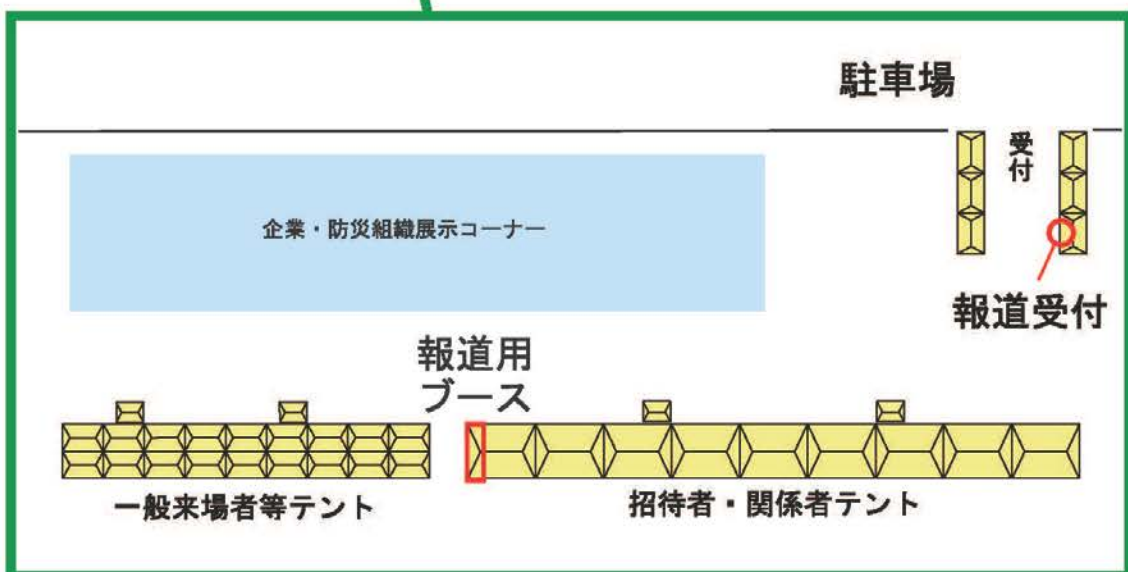 駐車場
受付
企業・防災組織展示コーナー
報道受付
報道用
ブース
一般来場者等テント
招待者・関係者テント